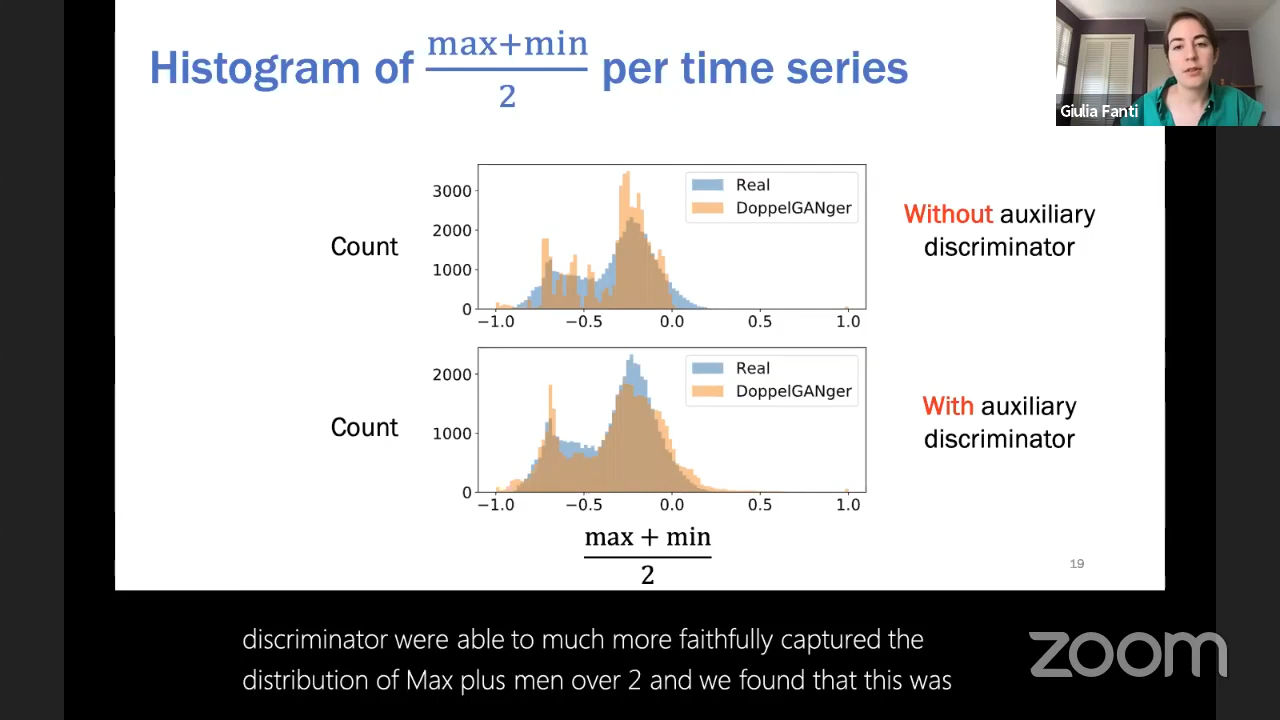 Histogram of max+min/2 per time series
Giulia Fanti
Count
3000
2000
1000
0
Real
DoppelGANger
−1.0 −0.5 0.0 0.5 1.0
Without auxiliary
discriminator
Count
2000
1000
0
Real
DoppelGANger
−1.0 −0.5 0.0 0.5 1.0
With auxiliary
discriminator
max + min
2
19
discriminator were able to much more faithfully captured the
distribution of Max plus men over 2 and we found that this was
zoom